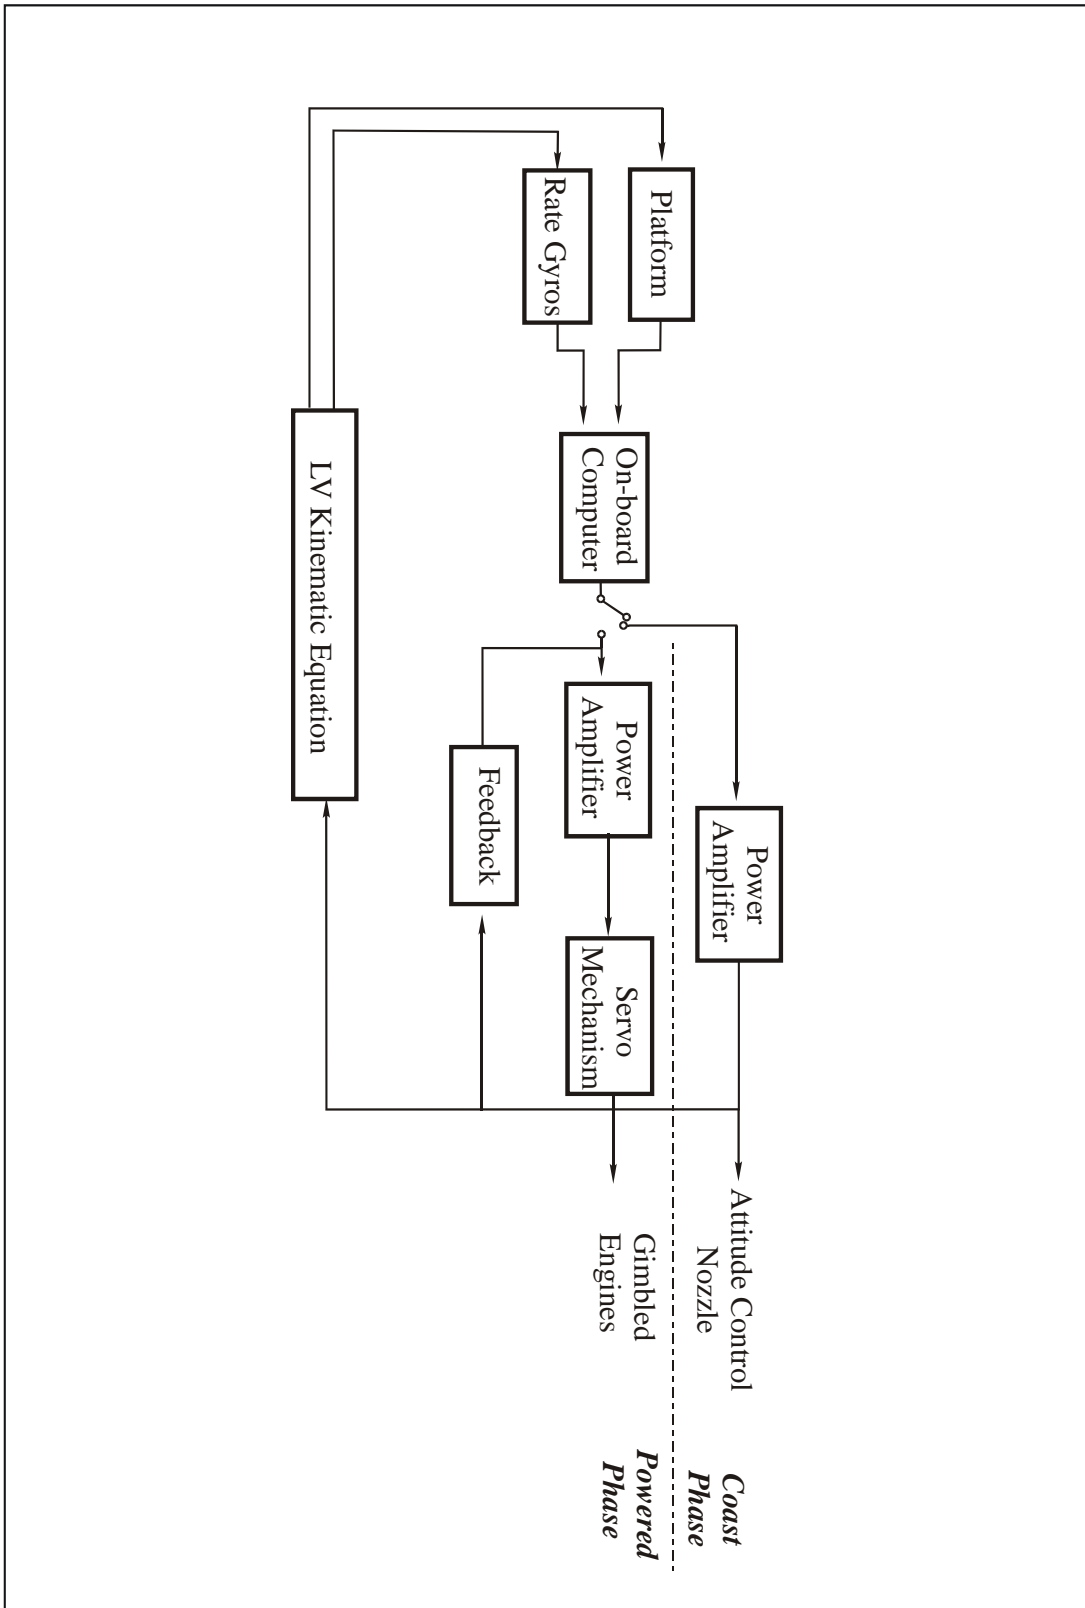 Platform
Rate Gyros
On-board
Computer
Power
Amplifier
Attitude Control
Nozzle
Coast
Phase
Power
Amplifier
Servo
Mechanism
Gimbled
Engines
Powered
Phase
Feedback
LV Kinematic Equation